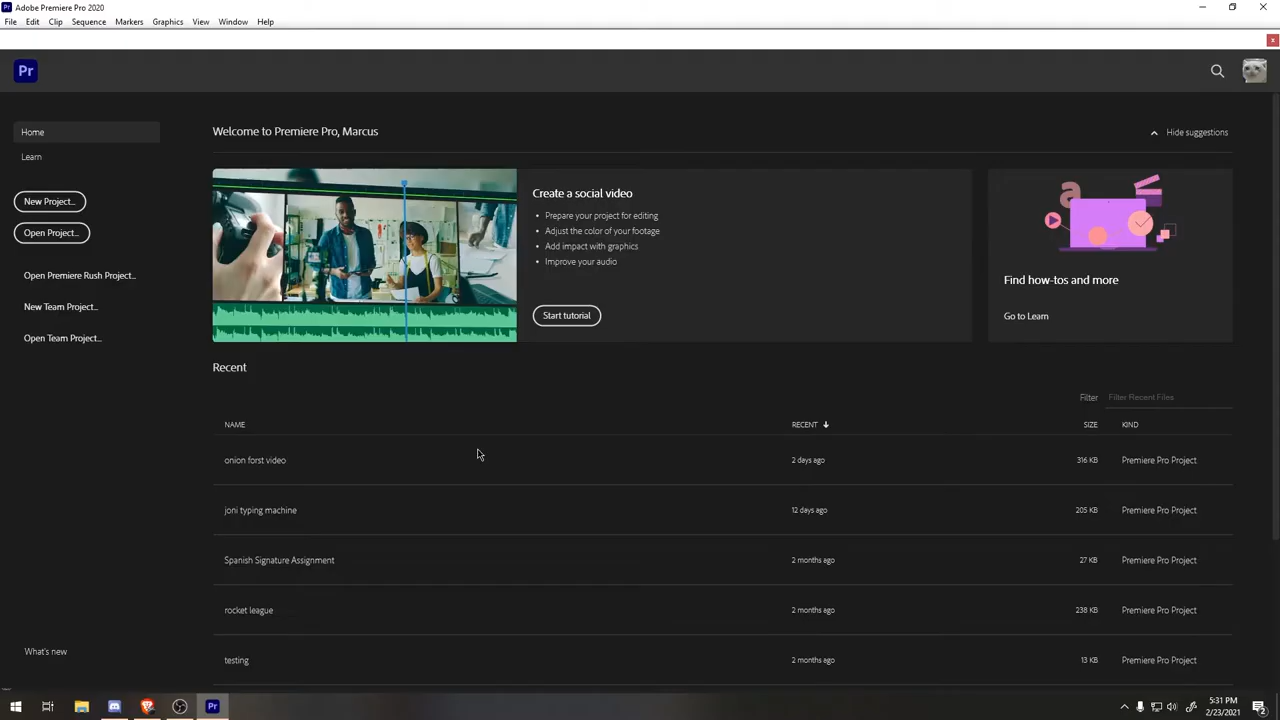 Adobe Premiere Pro 2020
File Edit Clip Sequence Markers Graphics View Window Help
Pr
Home
Learn
New Project...
Open Project...
Open Premiere Rush Project...
New Team Project...
Open Team Project...
What's new
Welcome to Premiere Pro, Marcus
Hide suggestions
Create a social video
• Prepare your project for editing
• Adjust the color of your footage
• Add impact with graphics
• Improve your audio
Start tutorial
Find how-tos and more
Go to Learn
Recent
Filter Filter Recent Files
NAME RECENT SIZE KIND
onion forst video 2 days ago 316 KB Premiere Pro Project
joni typing machine 12 days ago 205 KB Premiere Pro Project
Spanish Signature Assignment 2 months ago 27 KB Premiere Pro Project
rocket league 2 months ago 238 KB Premiere Pro Project
testing 2 months ago 13 KB Premiere Pro Project
Pr
5:31 PM
2/23/2021
2